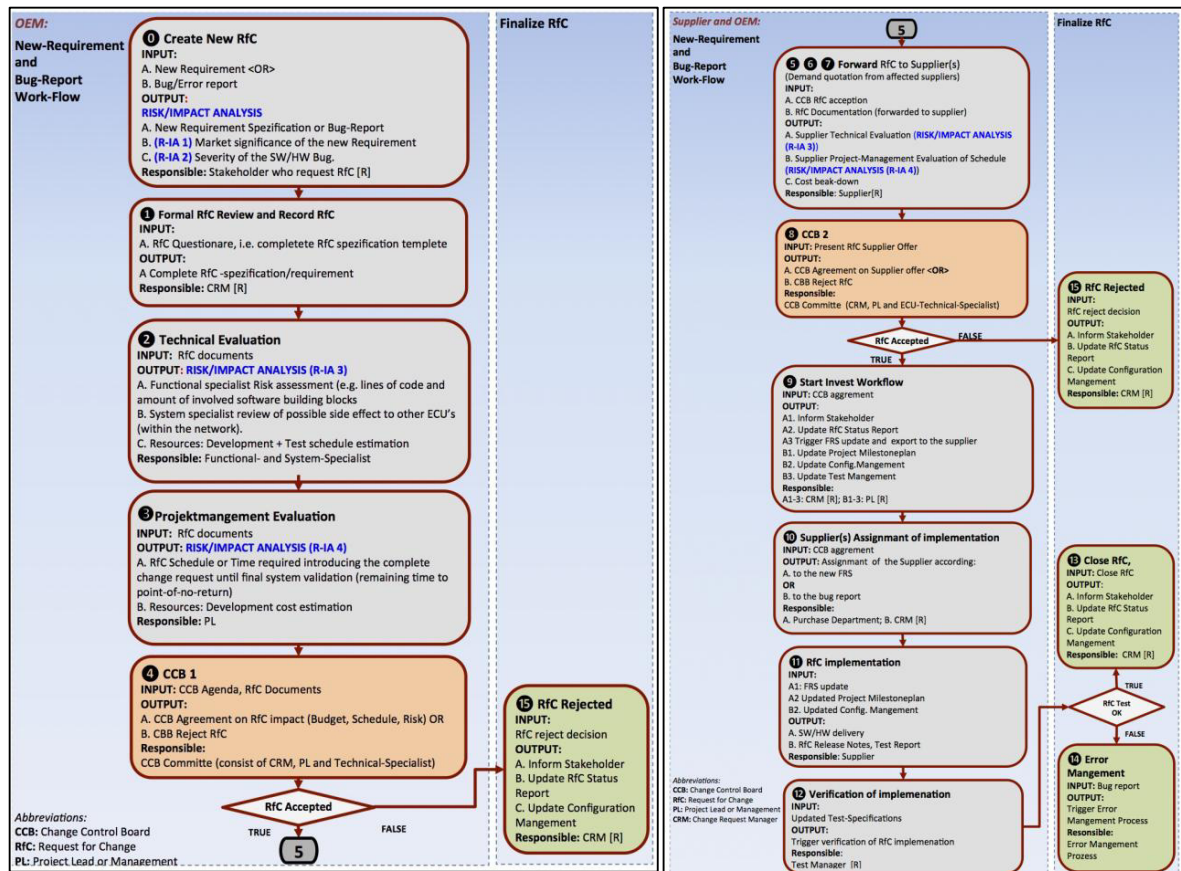 OEM:
New-Requirement
and
Bug-Report
Work-Flow
Finalize RfC
0 Create New RfC
INPUT:
A. New Requirement <OR>
B. Bug/Error report
OUTPUT:
RISK/IMPACT ANALYSIS
A. New Requirement Spezification or Bug-Report
B. (R-IA 1) Market significance of the new Requirement
C. (R-IA 2) Severity of the SW/HW Bug.
Responsible: Stakeholder who request RfC [R]
1 Formal RfC Review and Record RfC
INPUT:
A. RfC Questionare, i.e. completete RfC spezification templete
OUTPUT:
A Complete RfC -spezification/requirement
Responsible: CRM [R]
2 Technical Evaluation
INPUT: RfC documents
OUTPUT: RISK/IMPACT ANALYSIS (R-IA 3)
A. Functional specialist Risk assessment (e.g. lines of code and
amount of involved software building blocks
B. System specialist review of possible side effect to other ECU's
(within the network).
C. Resources: Development + Test schedule estimation
Responsible: Functional- and System-Specialist
3 Projektmangement Evaluation
INPUT: RfC documents
OUTPUT: RISK/IMPACT ANALYSIS (R-IA 4)
A. RfC Schedule or Time required introducing the complete
change request until final system validation (remaining time to
point-of-no-return)
B. Resources: Development cost estimation
Responsible: PL
4 CCB 1
INPUT: CCB Agenda, RfC Documents
OUTPUT:
A. CCB Agreement on RfC impact (Budget, Schedule, Risk) OR
B. CBB Reject RfC
Responsible:
CCB Committe (consist of CRM, PL and Technical-Specialist)
RfC Accepted
TRUE
FALSE
5
15 RfC Rejected
INPUT:
RfC reject decision
OUTPUT:
A. Inform Stakeholder
B. Update RfC Status
Report
C. Update Configuration
Mangement
Responsible: CRM [R]
Abbreviations:
CCB: Change Control Board
RfC: Request for Change
PL: Project Lead or Management
Supplier and OEM:
New-Requirement
and
Bug-Report
Work-Flow
Finalize RfC
5
5 6 7 Forward RfC to Supplier(s)
(Demand quotation from affected suppliers)
INPUT:
A. CCB RfC acception
B. RfC Documentation (forwarded to supplier)
OUTPUT:
A. Supplier Technical Evaluation (RISK/IMPACT ANALYSIS
(R-IA 3))
B. Supplier Project-Management Evaluation of Schedule
(RISK/IMPACT ANALYSIS (R-IA 4))
C. Cost beak-down
Responsible: Supplier[R]
8 CCB 2
INPUT: Present RfC Supplier Offer
OUTPUT:
A. CCB Agreement on Supplier offer <OR>
B. CBB Reject RfC
Responsible:
CCB Committe (CRM, PL and ECU-Technical-Specialist)
RfC Accepted
FALSE
TRUE
15 RfC Rejected
INPUT:
RfC reject decision
OUTPUT:
A. Inform Stakeholder
B. Update RfC Status
Report
C. Update Configuration
Mangement
Responsible: CRM [R]
9 Start Invest Workflow
INPUT: CCB aggrement
OUTPUT:
A1. Inform Stakeholder
A2. Update RfC Status Report
A3 Trigger FRS update and export to the supplier
B1. Update Project Milestoneplan
B2. Update Config.Mangement
B3. Update Test Mangement
Responsible:
A1-3: CRM [R]; B1-3: PL [R]
10 Supplier(s) Assignmant of implementation
INPUT: CCB aggrement
OUTPUT: Assignmant of the Supplier according:
A. to the new FRS
OR
B. to the bug report
Responsible:
A. Purchase Department; B. CRM [R]
11 RfC implementation
INPUT:
A1: FRS update
A2 Updated Project Milestoneplan
B2. Updated Config. Mangement
OUTPUT:
A. SW/HW delivery
B. RfC Release Notes, Test Report
Responsible: Supplier
12 Verification of implemenation
INPUT:
Updated Test-Specifications
OUTPUT:
Trigger verification of RfC implemenation
Responsible:
Test Manager [R]
13 Close RfC,
INPUT: Close RfC
OUTPUT:
A. Inform Stakeholder
B. Update RfC Status
Report
C. Update Configuration
Mangement
Responsible: CRM [R]
TRUE
RfC Test
OK
FALSE
14 Error
Mangement
INPUT: Bug report
OUTPUT:
Trigger Error
Mangement Process
Resonsible:
Error Mangement
Prozess
Abbreviations:
CCB: Change Control Board
RfC: Request for Change
PL: Project Lead or Management
CRM: Change Request Manager